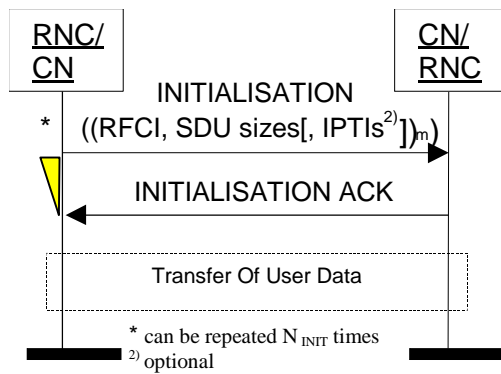 RNC/
CN
CN/
RNC
INITIALISATION
* ((RFCI, SDU sizes[, IPTIs2)])m)
INITIALISATION ACK
Transfer Of User Data
* can be repeated N INIT times
2) optional